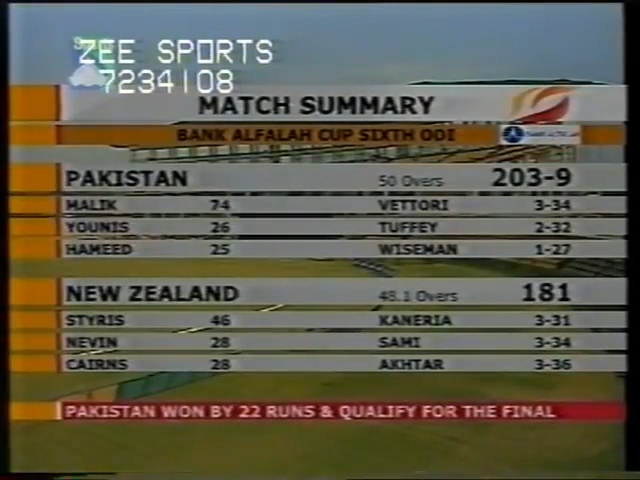 ZEE SPORTS
7234108
MATCH SUMMARY
BANK ALFALAH CUP SIXTH ODI
PAKISTAN 50 Overs 203-9
MALIK 74 VETTORI 3-34
YOUNIS 26 TUFFEY 2-32
HAMEED 25 WISEMAN 1-27
NEW ZEALAND 48.1 Overs 181
STYRIS 46 KANERIA 3-31
NEVIN 28 SAMI 3-34
CAIRNS 28 AKHTAR 3-36
PAKISTAN WON BY 22 RUNS & QUALIFY FOR THE FINAL